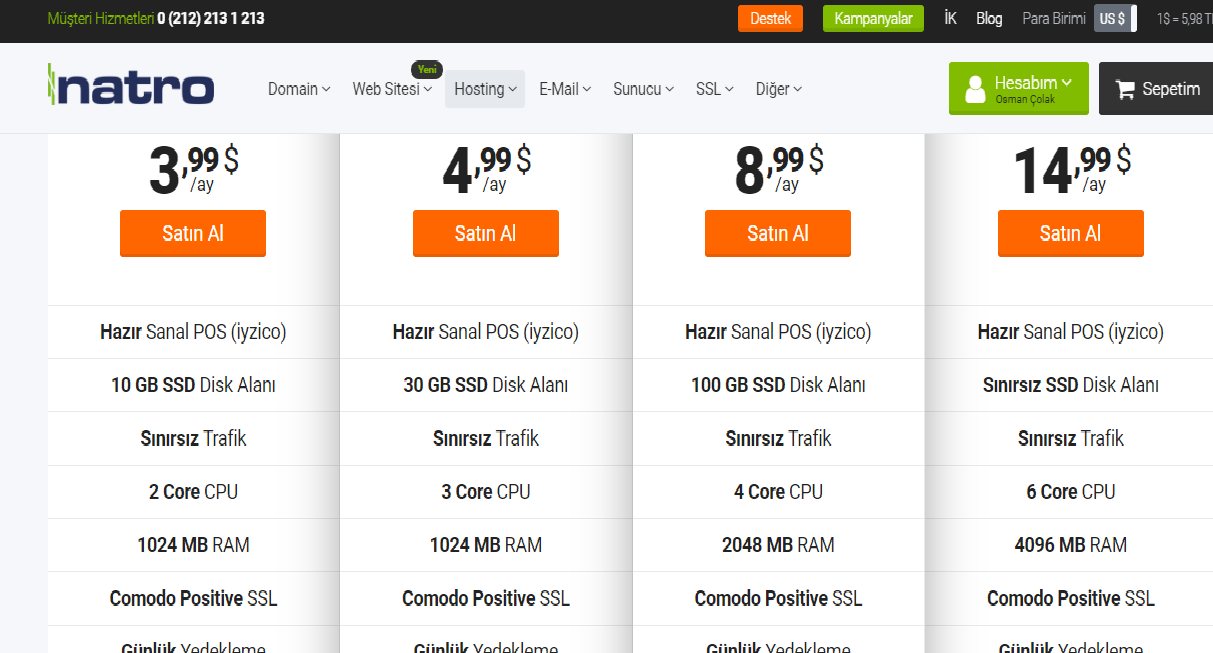 Müşteri Hizmetleri 0 (212) 213 1 213 Destek Kampanyalar İK Blog Para Birimi US $ 1$ = 5,98
natro Domain Web Sitesi Yeni Hosting E-Mail Sunucu SSL Diğer Hesabım Sepetim
Osman Çolak
3,99 $ /ay 4,99 $ /ay 8,99 $ /ay 14,99 $ /ay
Satın Al Satın Al Satın Al Satın Al
Hazır Sanal POS (iyzico) Hazır Sanal POS (iyzico) Hazır Sanal POS (iyzico) Hazır Sanal POS (iyzico)
10 GB SSD Disk Alanı 30 GB SSD Disk Alanı 100 GB SSD Disk Alanı Sınırsız SSD Disk Alanı
Sınırsız Trafik Sınırsız Trafik Sınırsız Trafik Sınırsız Trafik
2 Core CPU 3 Core CPU 4 Core CPU 6 Core CPU
1024 MB RAM 1024 MB RAM 2048 MB RAM 4096 MB RAM
Comodo Positive SSL Comodo Positive SSL Comodo Positive SSL Comodo Positive SSL
Günlük Yedekleme Günlük Yedekleme Günlük Yedekleme Günlük Yedekleme